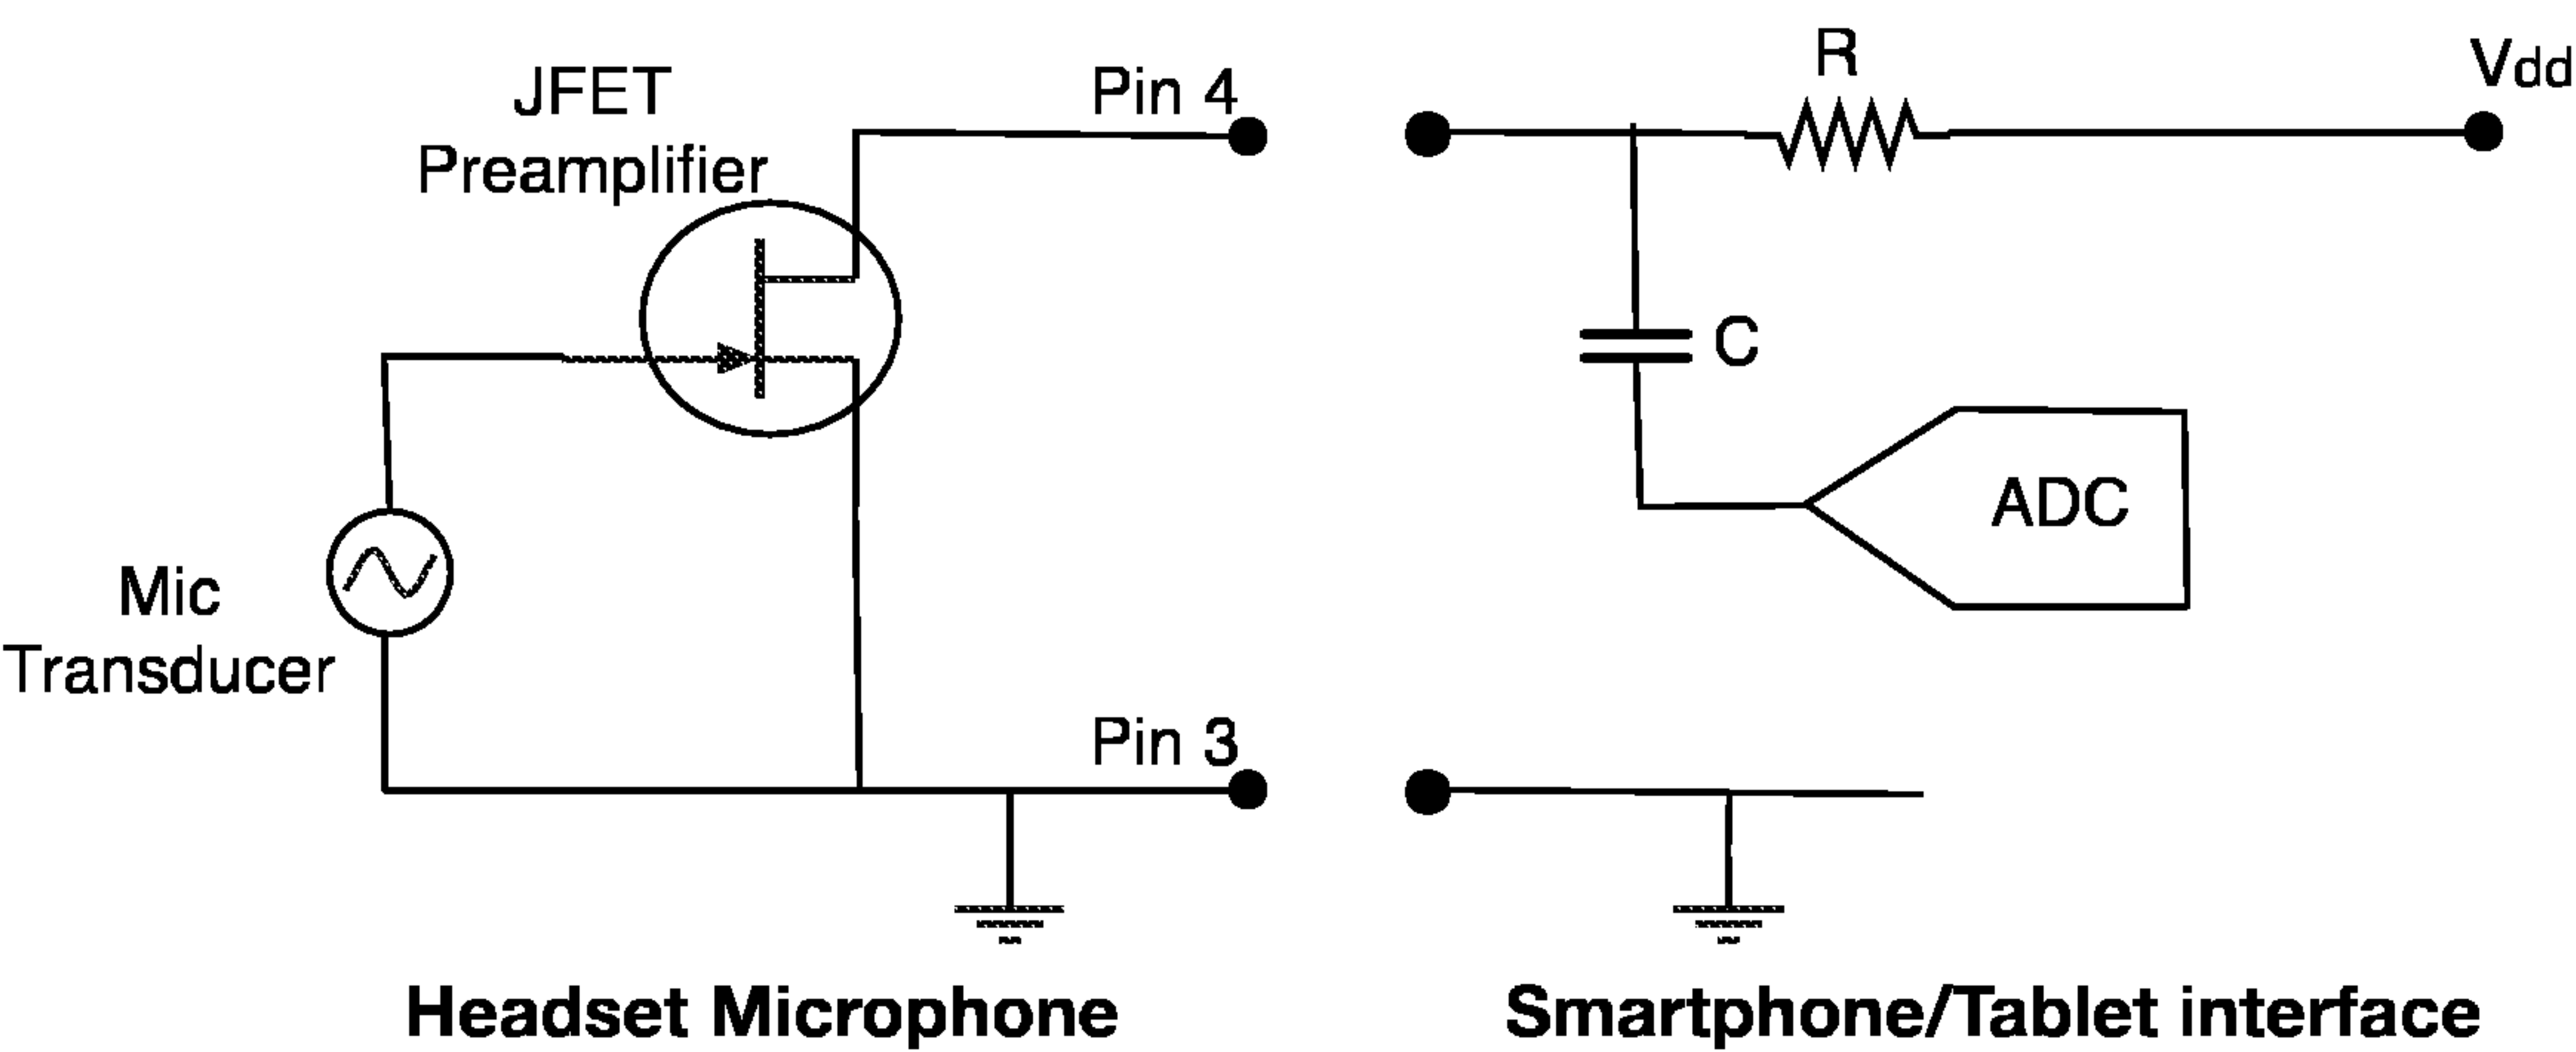 JFET
Preamplifier
Pin 4
R
Vdd
C
ADC
Mic
Transducer
Pin 3
Headset Microphone
Smartphone/Tablet interface